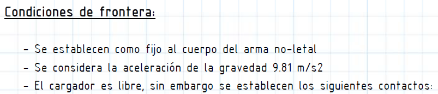 Condiciones de frontera:
- Se establecen como fijo al cuerpo del arma no-letal
- Se considera la aceleración de la gravedad 9.81 m/s2
- El cargador es libre, sin embargo se establecen los siguientes contactos: